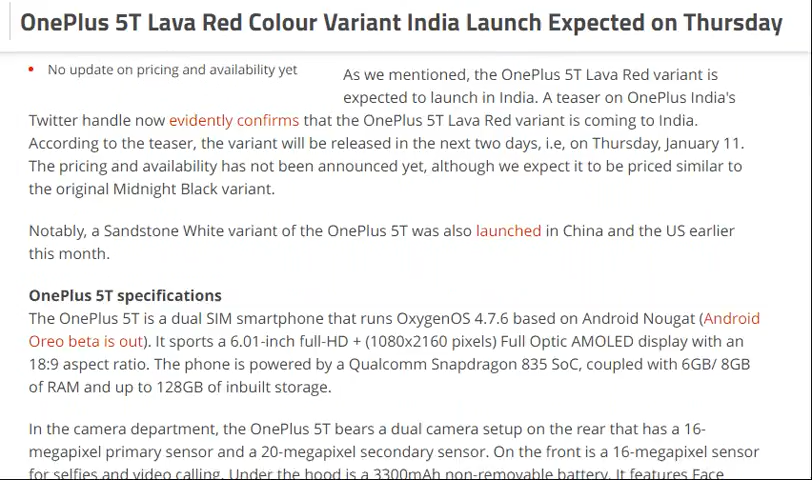 OnePlus 5T Lava Red Colour Variant India Launch Expected on Thursday
• No update on pricing and availability yet
As we mentioned, the OnePlus 5T Lava Red variant is
expected to launch in India. A teaser on OnePlus India's
Twitter handle now evidently confirms that the OnePlus 5T Lava Red variant is coming to India.
According to the teaser, the variant will be released in the next two days, i.e, on Thursday, January 11.
The pricing and availability has not been announced yet, although we expect it to be priced similar to
the original Midnight Black variant.
Notably, a Sandstone White variant of the OnePlus 5T was also launched in China and the US earlier
this month.
OnePlus 5T specifications
The OnePlus 5T is a dual SIM smartphone that runs OxygenOS 4.7.6 based on Android Nougat (Android
Oreo beta is out). It sports a 6.01-inch full-HD + (1080x2160 pixels) Full Optic AMOLED display with an
18:9 aspect ratio. The phone is powered by a Qualcomm Snapdragon 835 SoC, coupled with 6GB/ 8GB
of RAM and up to 128GB of inbuilt storage.
In the camera department, the OnePlus 5T bears a dual camera setup on the rear that has a 16-
megapixel primary sensor and a 20-megapixel secondary sensor. On the front is a 16-megapixel sensor
for selfies and video calling. Under the hood is a 3300mAh non-removable battery. It features Face